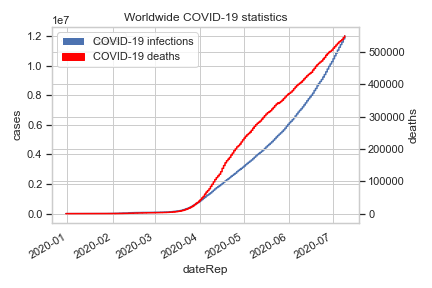 Worldwide COVID-19 statistics
1e7
COVID-19 infections
COVID-19 deaths
1.2
1.0
0.8
0.6
0.4
0.2
0.0
cases
500000
400000
300000
200000
100000
0
deaths
2020-01
2020-02
2020-03
2020-04
2020-05
2020-06
2020-07
dateRep